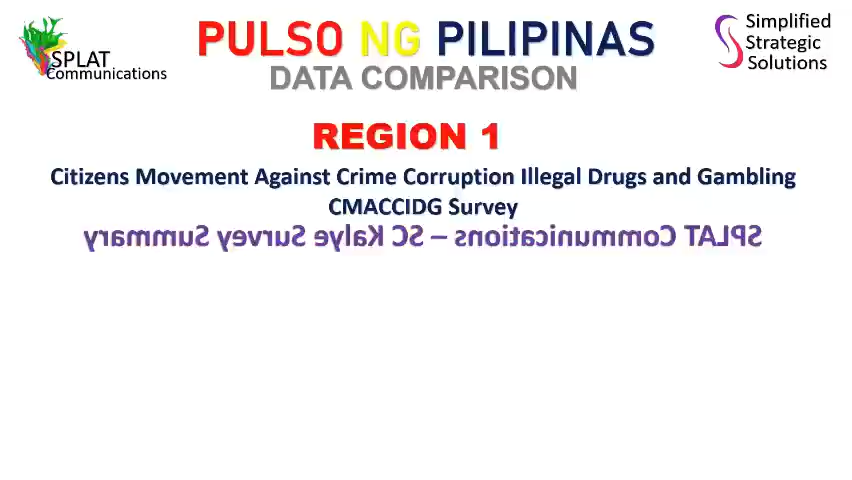 SPLAT
Communications
PULSO NG PILIPINAS
DATA COMPARISON
Simplified
Strategic
Solutions
REGION 1
Citizens Movement Against Crime Corruption Illegal Drugs and Gambling
CMACCIDG Survey
SPLAT Communications – SC Kalye Survey Summary